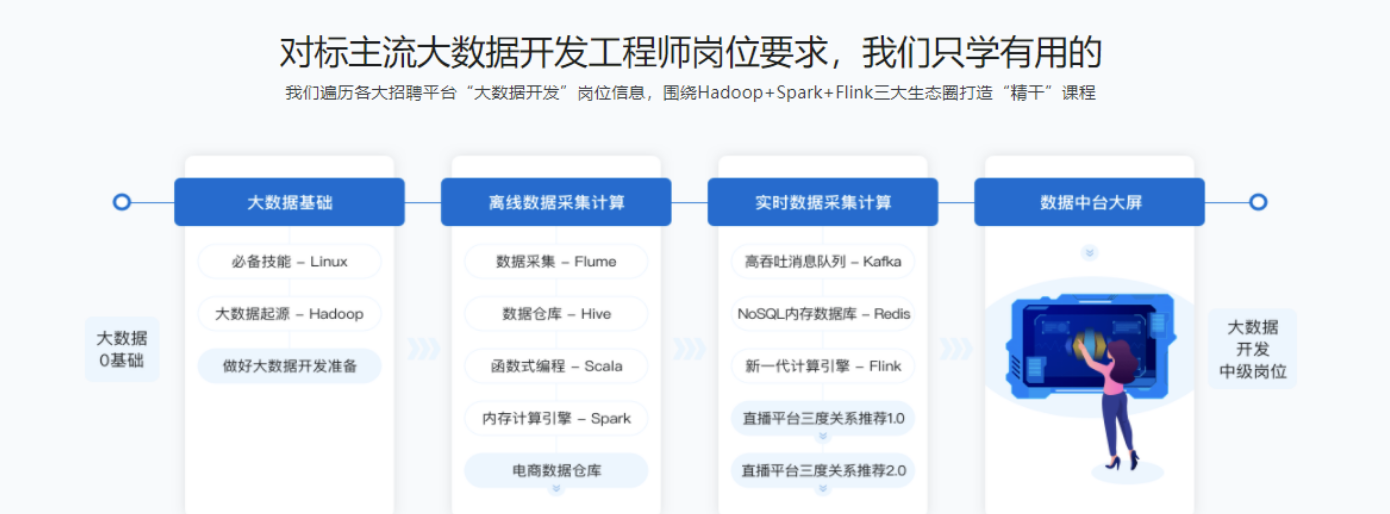 对标主流大数据开发工程师岗位要求，我们只学有用的
我们遍历各大招聘平台“大数据开发”岗位信息，围绕Hadoop+Spark+Flink三大生态圈打造“精干”课程
大数据
0基础
大数据基础
必备技能 - Linux
大数据起源 - Hadoop
做好大数据开发准备
离线数据采集计算
数据采集 - Flume
数据仓库 - Hive
函数式编程 - Scala
内存计算引擎 - Spark
电商数据仓库
实时数据采集计算
高吞吐消息队列 - Kafka
NoSQL内存数据库 - Redis
新一代计算引擎 - Flink
直播平台三度关系推荐1.0
直播平台三度关系推荐2.0
数据中台大屏
大数据
开发
中级岗位